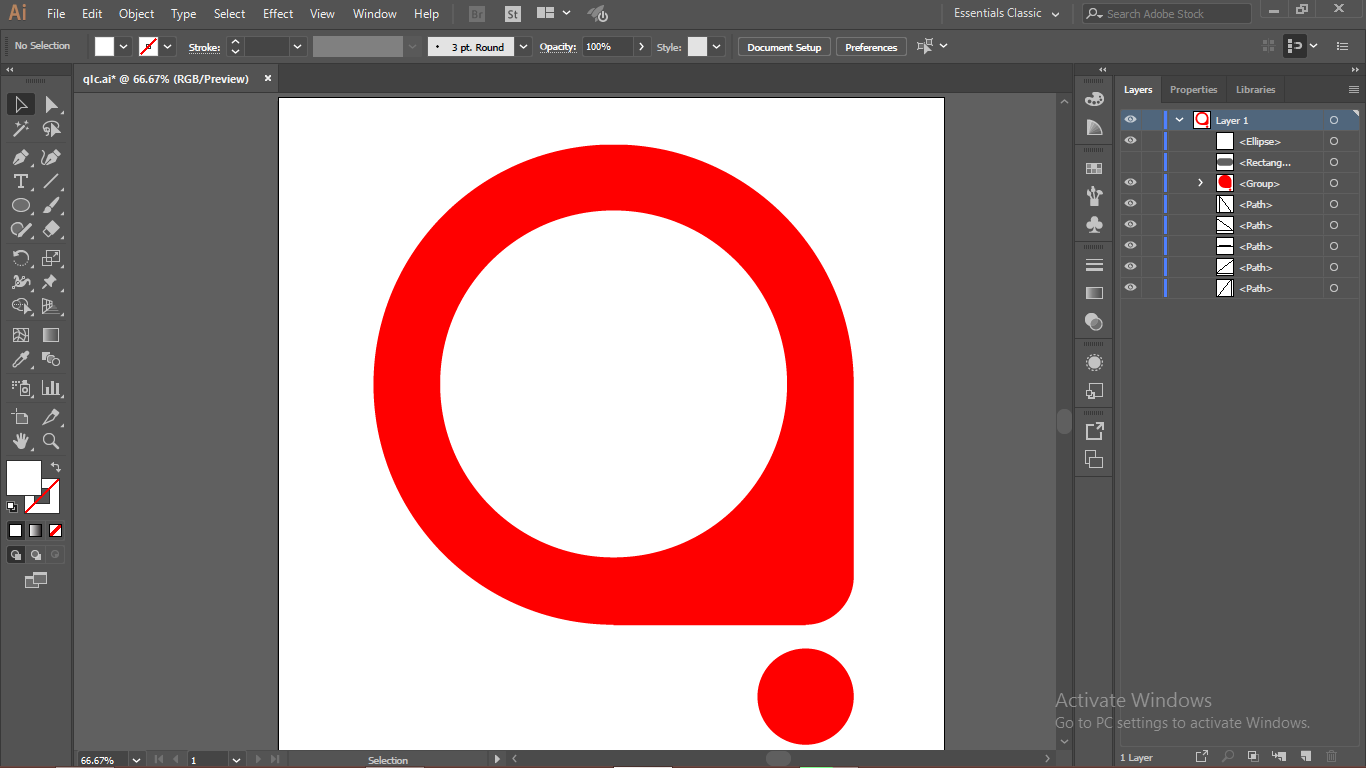 Ai File Edit Object Type Select Effect View Window Help Br St Essentials Classic Search Adobe Stock
No Selection Stroke: 3 pt. Round Opacity: 100% Style: Document Setup Preferences
qlc.ai* @ 66.67% (RGB/Preview) ×
Layers Properties Libraries
Layer 1
<Ellipse>
<Rectang...
<Group>
<Path>
<Path>
<Path>
<Path>
<Path>
Activate Windows
Go to PC settings to activate Windows.
66.67% 1 Selection 1 Layer